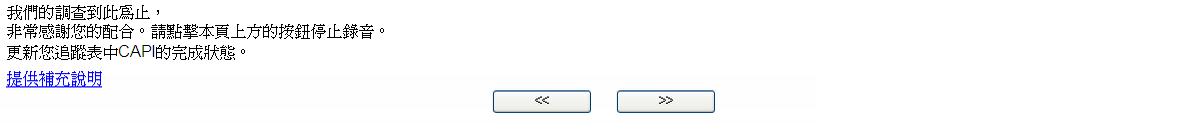 我們的調查到此為止，
非常感謝您的配合。請點擊本頁上方的按鈕停止錄音。
更新您追蹤表中CAPI的完成狀態。
提供補充說明
<< >>